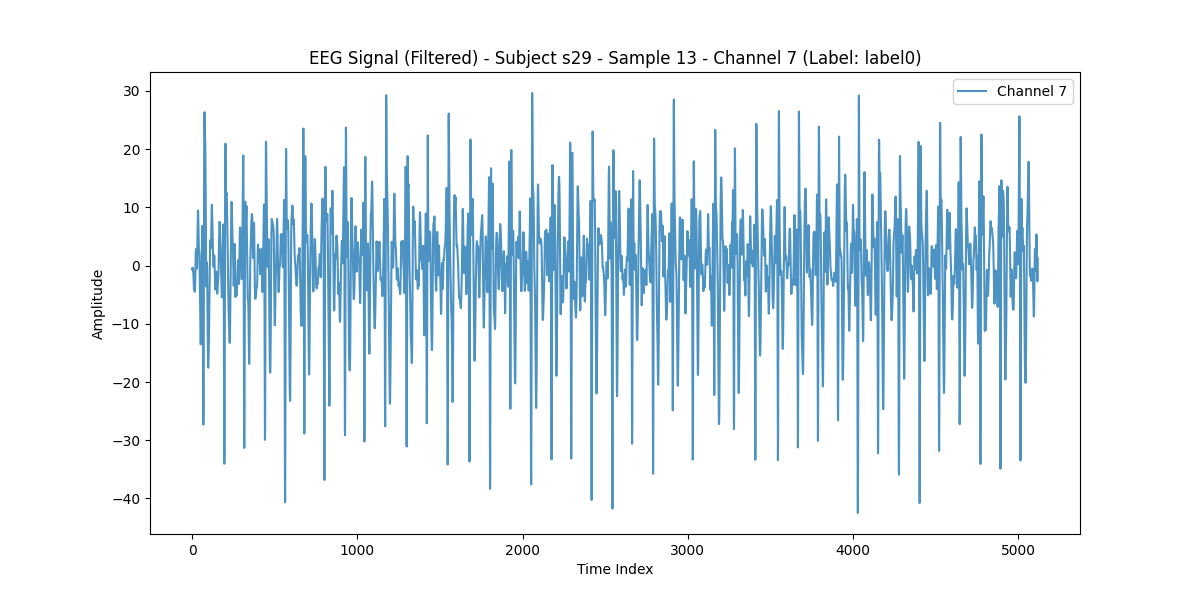 EEG Signal (Filtered) - Subject s29 - Sample 13 - Channel 7 (Label: label0)
Channel 7
Amplitude
30
20
10
0
−10
−20
−30
−40
0 1000 2000 3000 4000 5000
Time Index